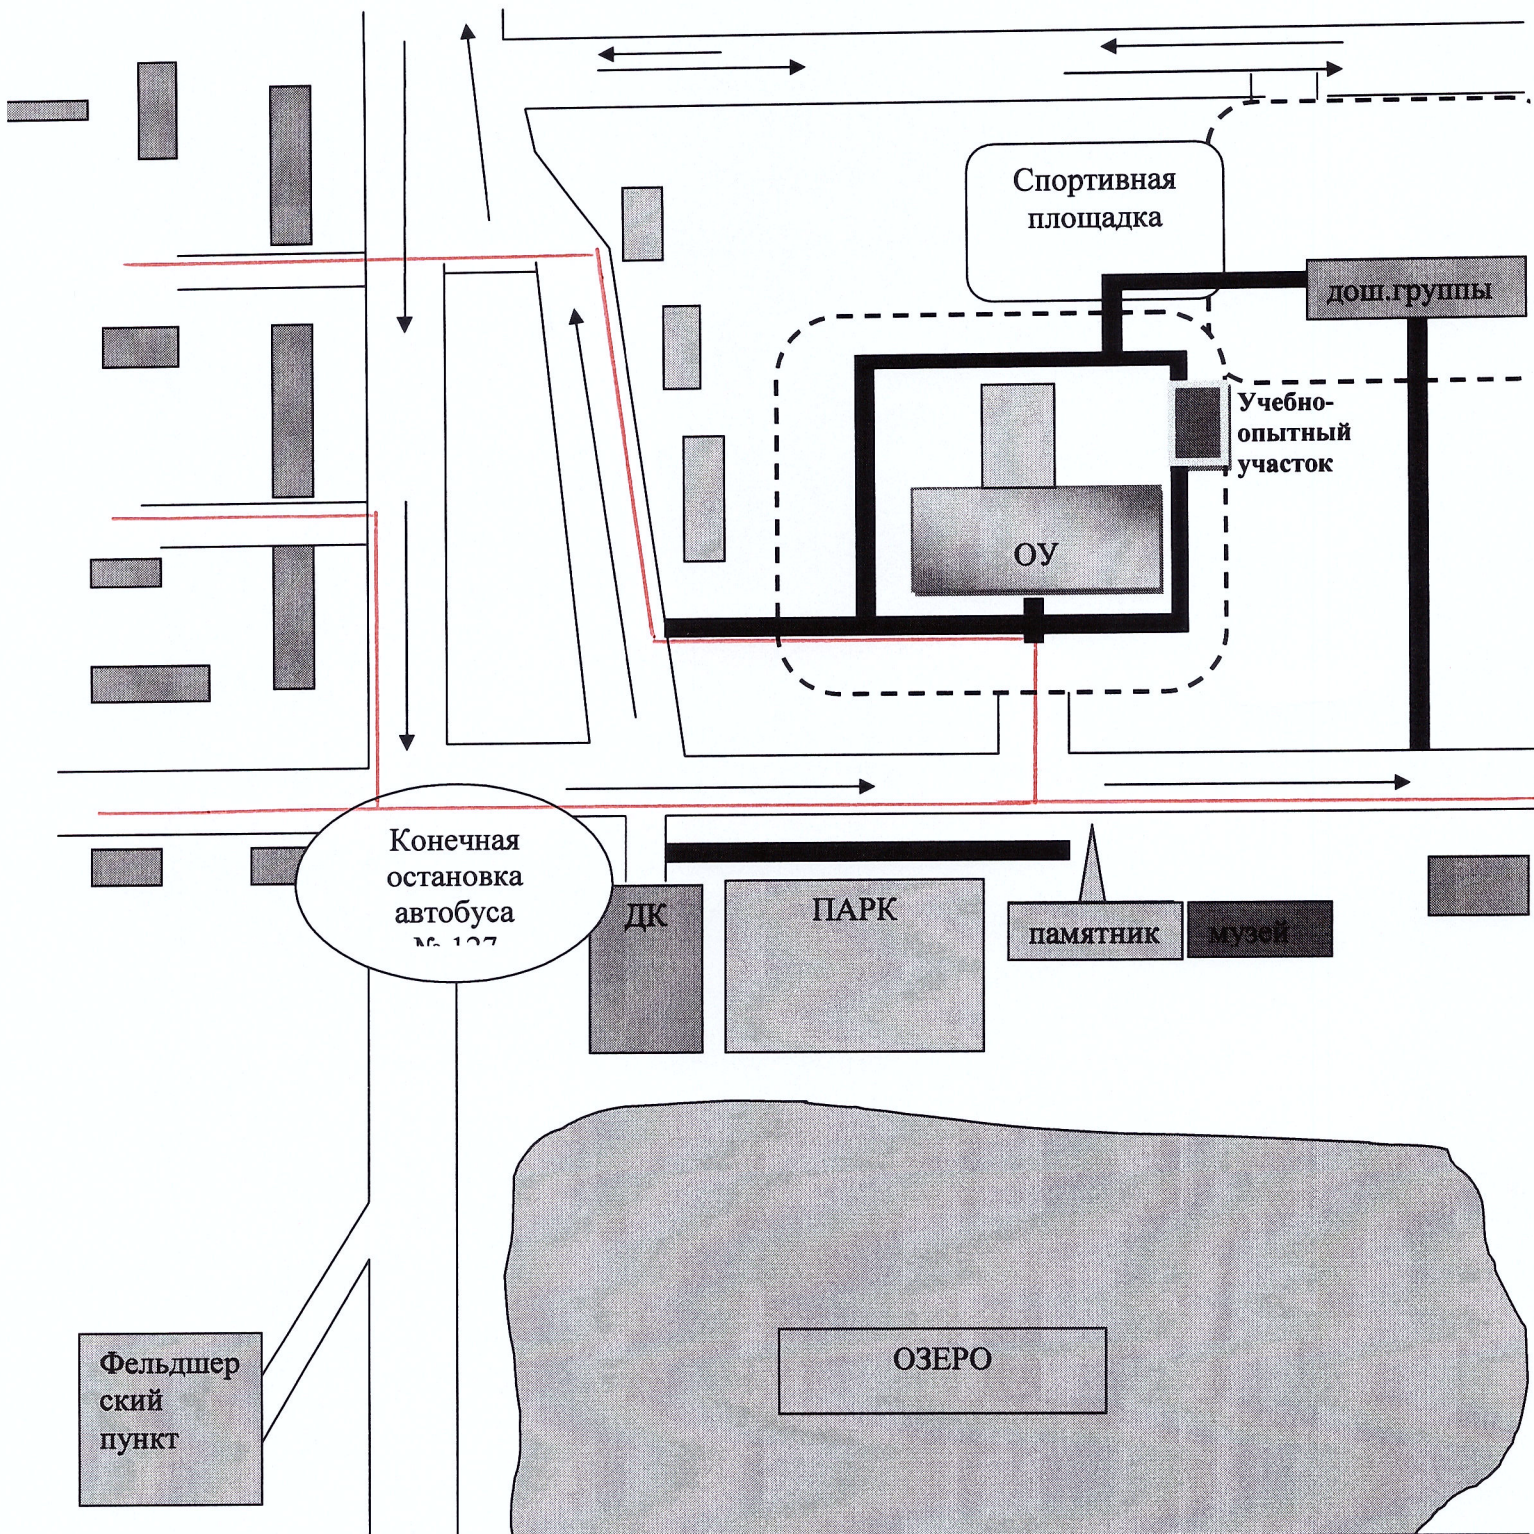 Спортивная
площадка
дош.группы
Учебно-
опытный
участок
ОУ
Конечная
остановка
автобуса
ДК
ПАРК
памятник
музей
ОЗЕРО
Фельдшер
ский
пункт